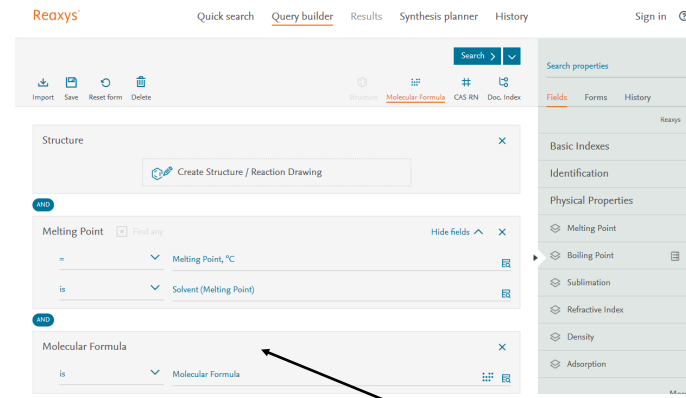 Reaxys
Quick search Query builder Results Synthesis planner History Sign in
Search
Import Save Reset form Delete
Structure Molecular Formula CAS RN Doc. Index
Structure
Create Structure / Reaction Drawing
AND
Melting Point Find any Hide fields
= Melting Point, °C
is Solvent (Melting Point)
AND
Molecular Formula
is Molecular Formula
Search properties
Fields Forms History
Reaxys
Basic Indexes
Identification
Physical Properties
Melting Point
Boiling Point
Sublimation
Refractive Index
Density
Adsorption